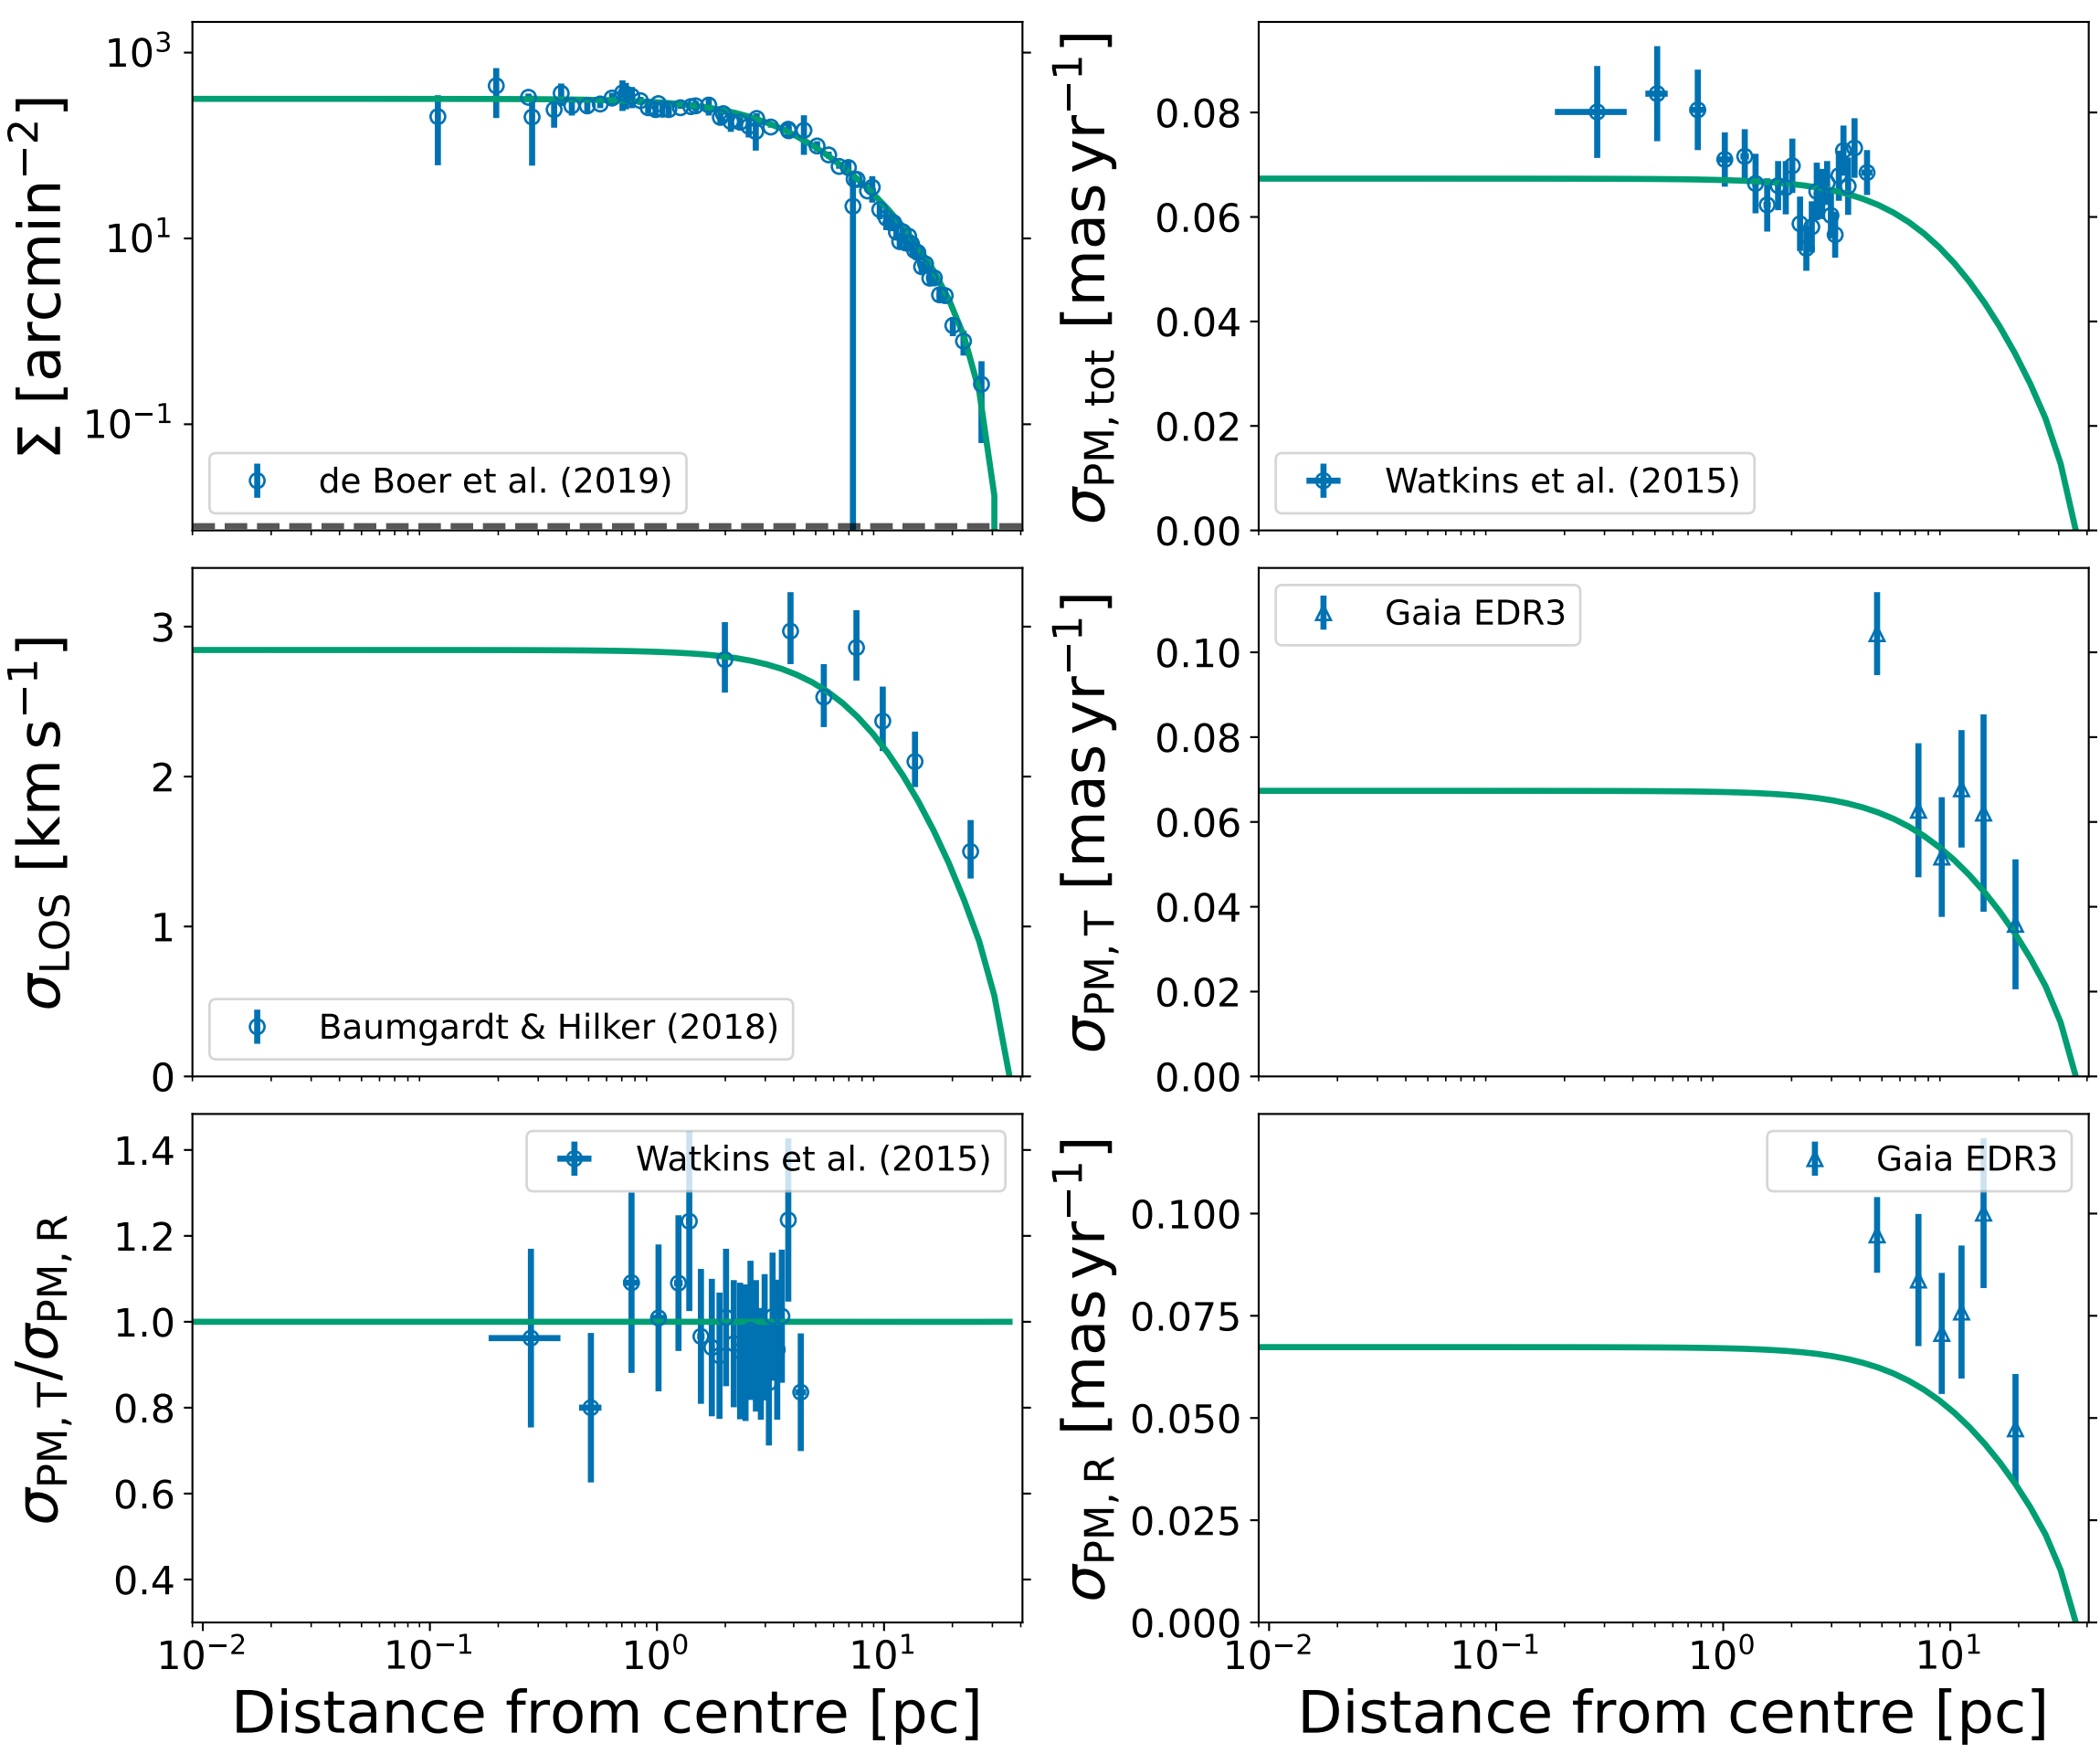 10³
10¹
10⁻¹
Σ [arcmin⁻²]
de Boer et al. (2019)
0.08
0.06
0.04
0.02
0.00
σPM, tot [mas yr⁻¹]
Watkins et al. (2015)
3
2
1
0
σLOS [km s⁻¹]
Baumgardt & Hilker (2018)
0.10
0.08
0.06
0.04
0.02
0.00
σPM, T [mas yr⁻¹]
Gaia EDR3
1.4
1.2
1.0
0.8
0.6
0.4
σPM, T/σPM, R
Watkins et al. (2015)
10⁻² 10⁻¹ 10⁰ 10¹
Distance from centre [pc]
0.100
0.075
0.050
0.025
0.000
σPM, R [mas yr⁻¹]
Gaia EDR3
10⁻² 10⁻¹ 10⁰ 10¹
Distance from centre [pc]